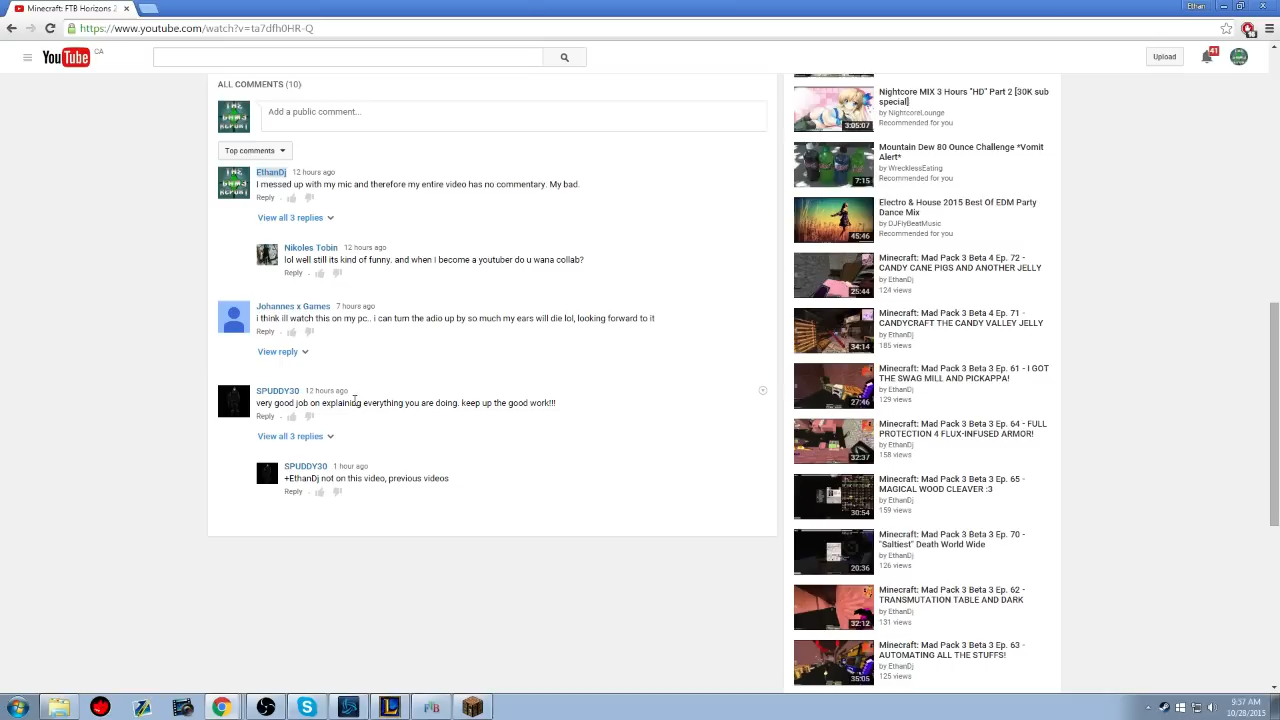 Minecraft: FTB Horizons 2
Ethan
https://www.youtube.com/watch?v=ta7dfh0HR-Q
You Tube CA
Upload
41
ALL COMMENTS (10)
Add a public comment...
Top comments
EthanDj 12 hours ago
I messed up with my mic and therefore my entire video has no commentary. My bad.
Reply
View all 3 replies
Nikoles Tobin 12 hours ago
lol well still its kind of funny. and when I become a youtuber do u wana collab?
Reply
Johannes x Games 7 hours ago
i think ill watch this on my pc.. i can turn the adio up by so much my ears will die lol, looking forward to it
Reply
View reply
SPUDDY30 12 hours ago
very good job on explaining everything you are doing. keep up the good work!!!
Reply
View all 3 replies
SPUDDY30 1 hour ago
+EthanDj not on this video, previous videos
Reply
Nightcore MIX 3 Hours "HD" Part 2 [30K sub
special]
by NightcoreLounge
Recommended for you
3:05:07
Mountain Dew 80 Ounce Challenge *Vomit
Alert*
by WrecklessEating
Recommended for you
7:15
Electro & House 2015 Best Of EDM Party
Dance Mix
by DJFlyBeatMusic
Recommended for you
45:46
Minecraft: Mad Pack 3 Beta 4 Ep. 72 -
CANDY CANE PIGS AND ANOTHER JELLY
by EthanDj
124 views
25:44
Minecraft: Mad Pack 3 Beta 4 Ep. 71 -
CANDYCRAFT THE CANDY VALLEY JELLY
by EthanDj
185 views
34:14
Minecraft: Mad Pack 3 Beta 3 Ep. 61 - I GOT
THE SWAG MILL AND PICKAPPA!
by EthanDj
129 views
27:46
Minecraft: Mad Pack 3 Beta 3 Ep. 64 - FULL
PROTECTION 4 FLUX-INFUSED ARMOR!
by EthanDj
158 views
32:37
Minecraft: Mad Pack 3 Beta 3 Ep. 65 -
MAGICAL WOOD CLEAVER :3
by EthanDj
159 views
30:54
Minecraft: Mad Pack 3 Beta 3 Ep. 70 -
"Saltiest" Death World Wide
by EthanDj
126 views
20:36
Minecraft: Mad Pack 3 Beta 3 Ep. 62 -
TRANSMUTATION TABLE AND DARK
by EthanDj
131 views
32:12
Minecraft: Mad Pack 3 Beta 3 Ep. 63 -
AUTOMATING ALL THE STUFFS!
by EthanDj
125 views
35:05
9:37 AM
10/28/2015